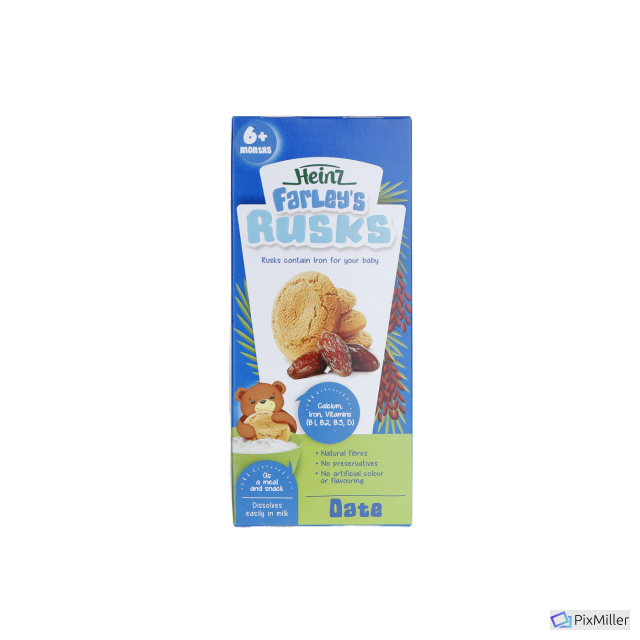 6+
MONTHS
Heinz
Farley's
Rusks
Rusks contain Iron for your baby
Calcium,
Iron, Vitamins
(B1, B2, B3, D)
• Natural fibres
• No preservatives
• No artificial colour
or flavouring
Os
a meal
and snack
Dissolves
easily in milk
Date
PixMiller